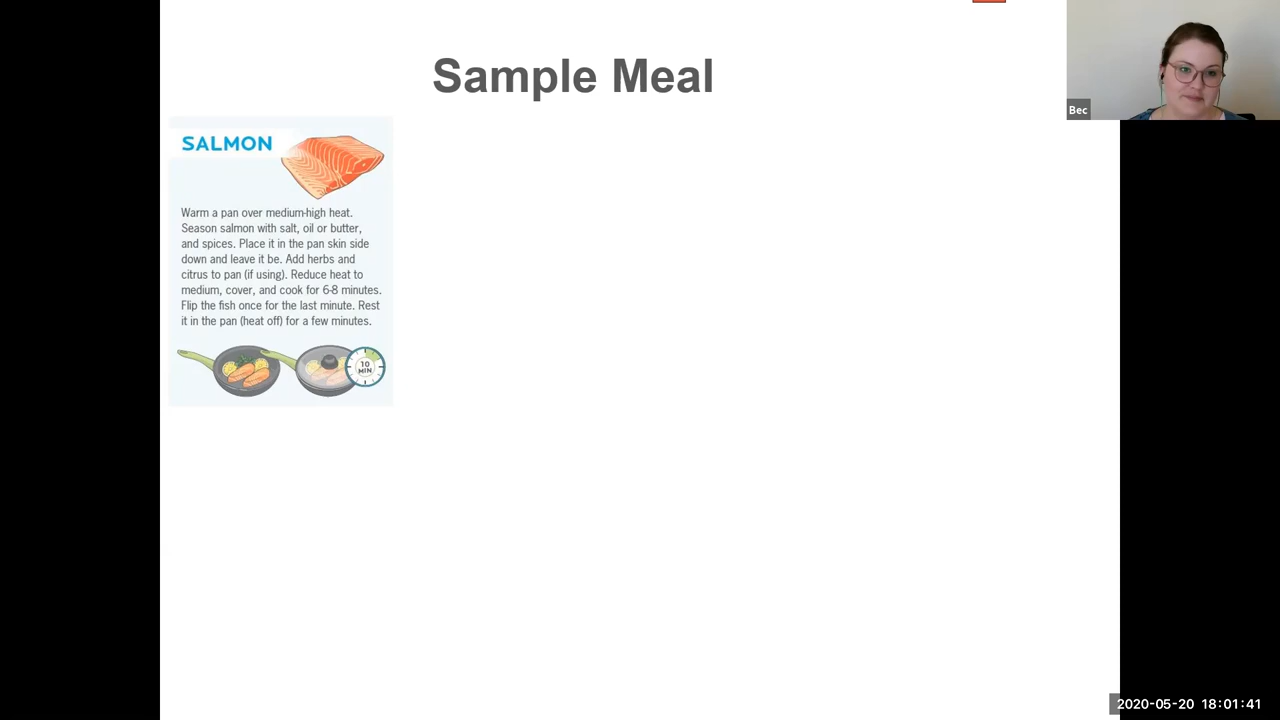 Sample Meal
Bec
SALMON
Warm a pan over medium-high heat.
Season salmon with salt, oil or butter,
and spices. Place it in the pan skin side
down and leave it be. Add herbs and
citrus to pan (if using). Reduce heat to
medium, cover, and cook for 6-8 minutes.
Flip the fish once for the last minute. Rest
it in the pan (heat off) for a few minutes.
10
MIN
2020-05-20 18:01:41